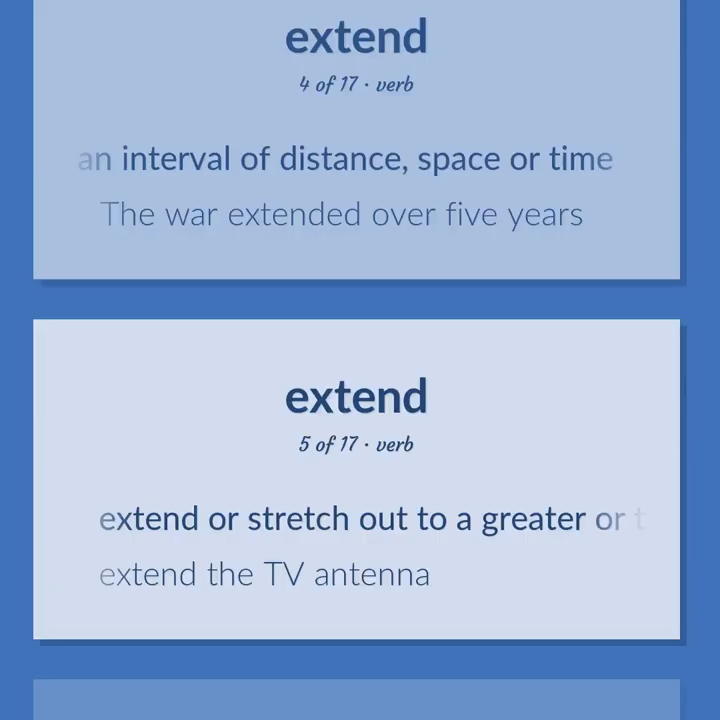 extend
4 of 17 · verb
an interval of distance, space or time
The war extended over five years
extend
5 of 17 · verb
extend or stretch out to a greater or
extend the TV antenna